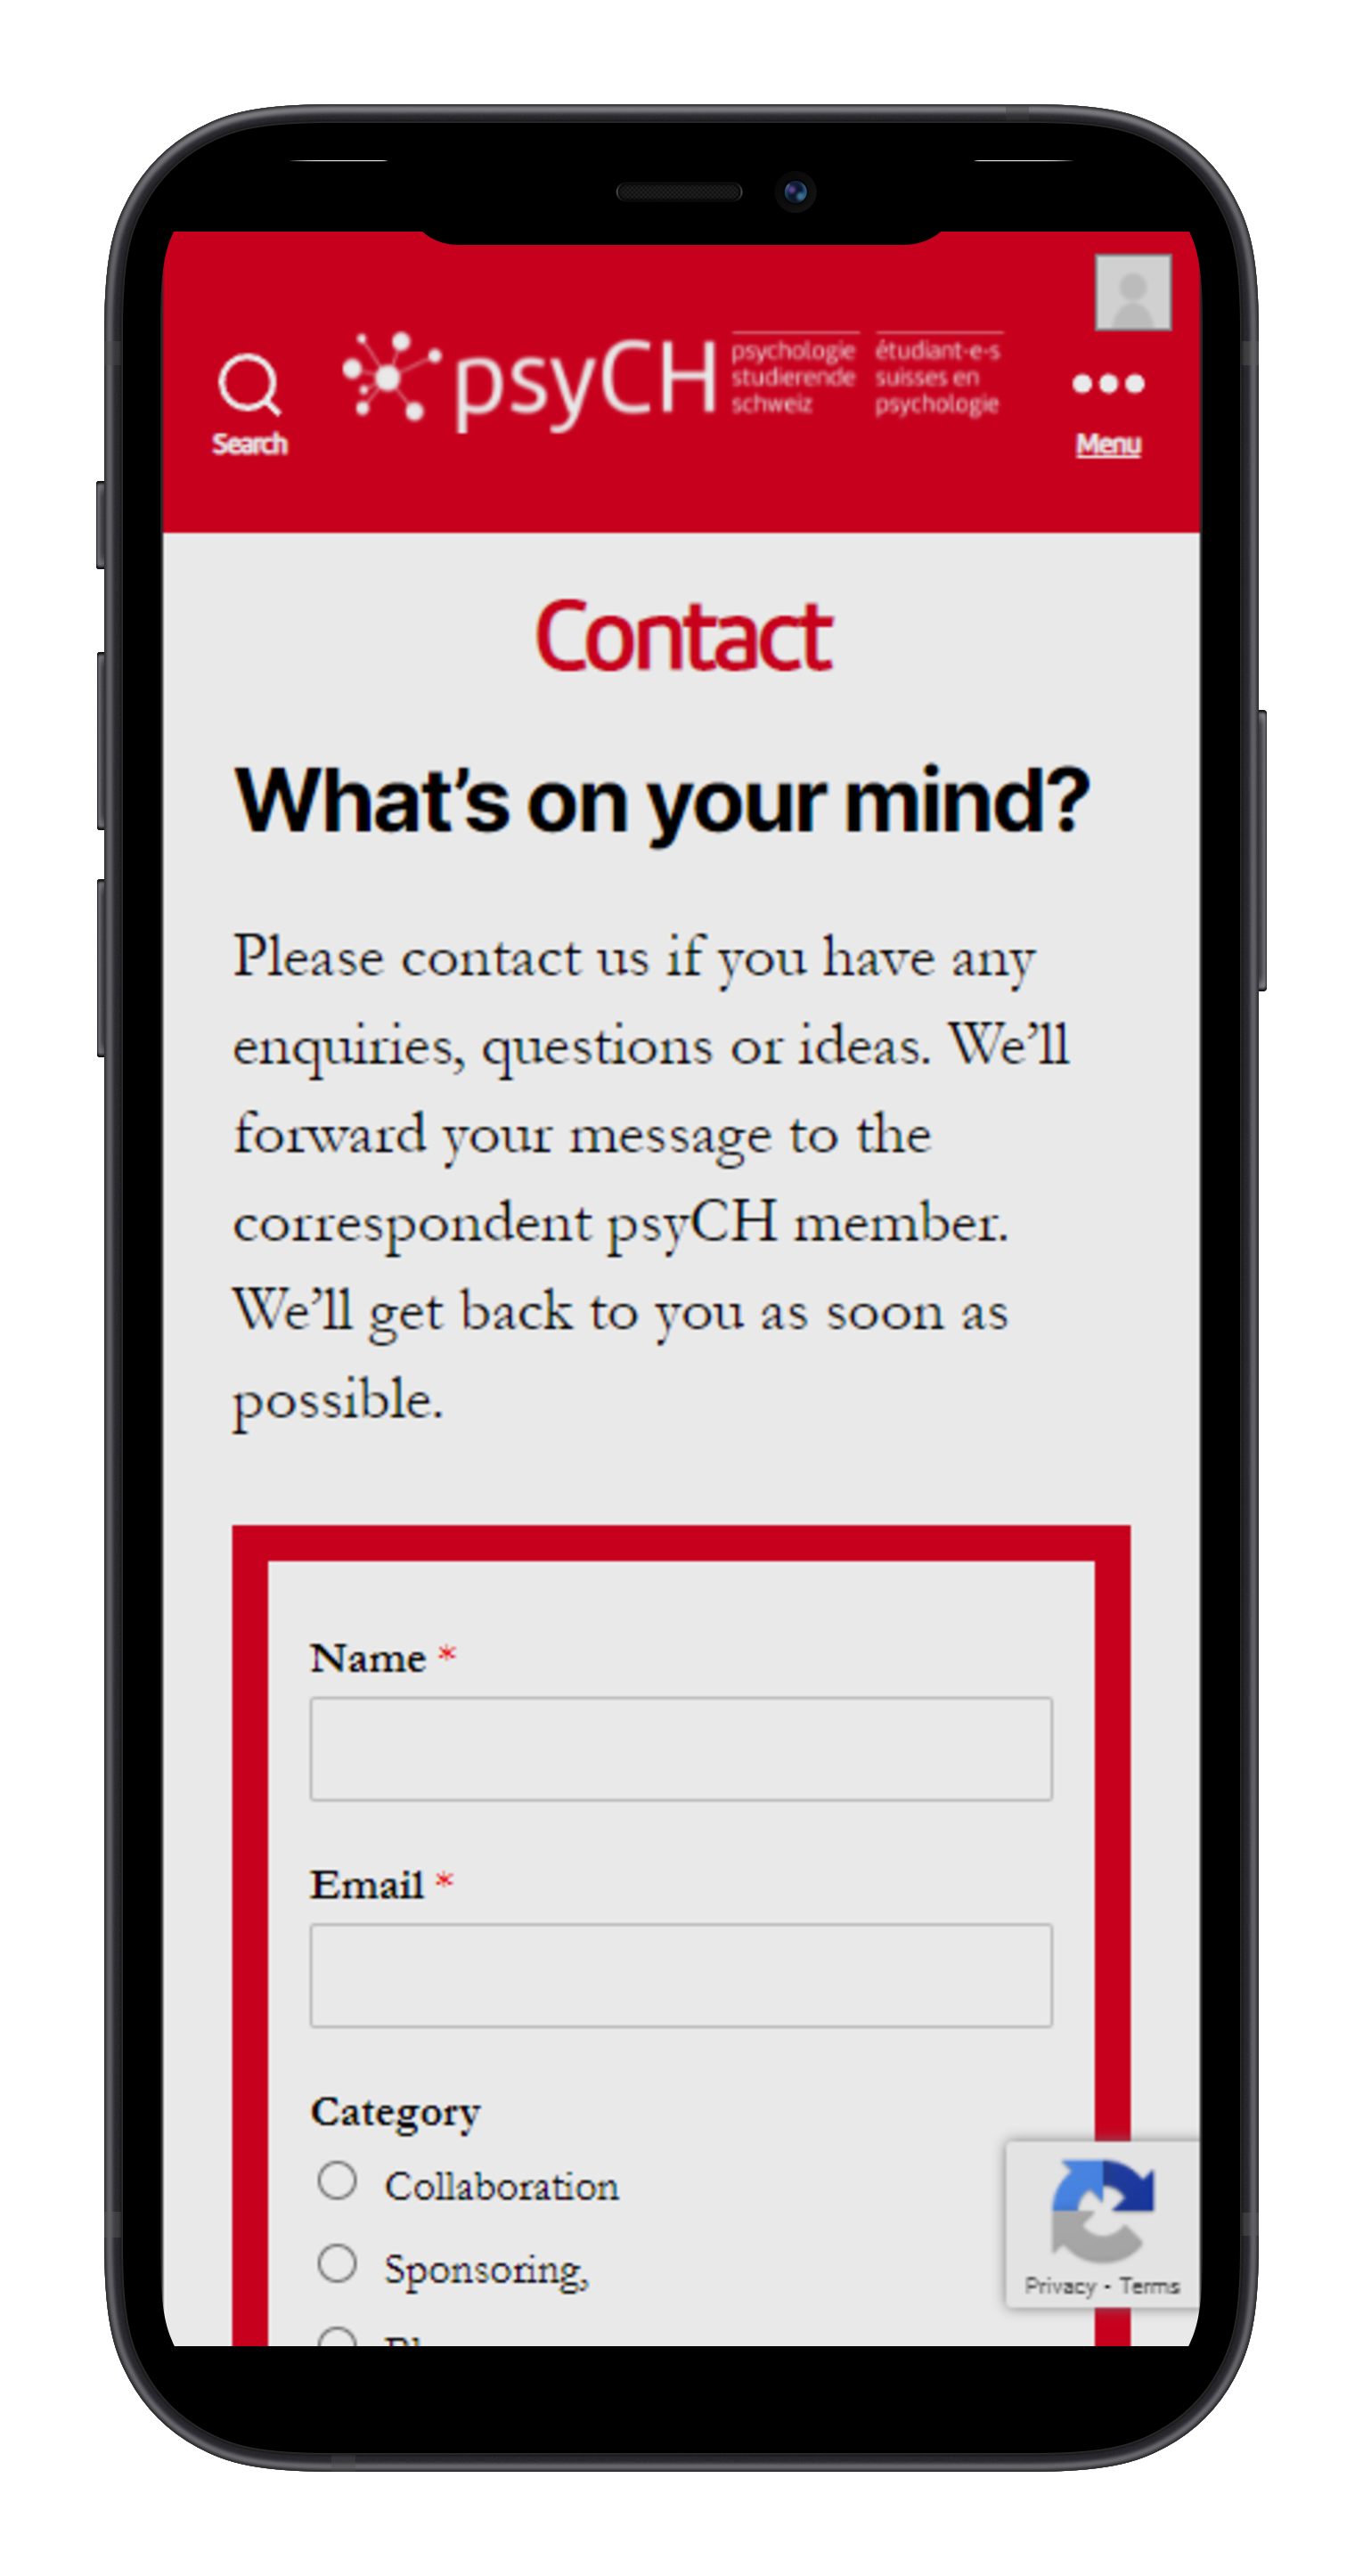 Search
psyCH
psychologie
studierende
schweiz
étudiant-e-s
suisses en
psychologie
Menu
Contact
What’s on your mind?
Please contact us if you have any
enquiries, questions or ideas. We’ll
forward your message to the
correspondent psyCH member.
We’ll get back to you as soon as
possible.
Name *
Email *
Category
Collaboration
Sponsoring,
Privacy - Terms